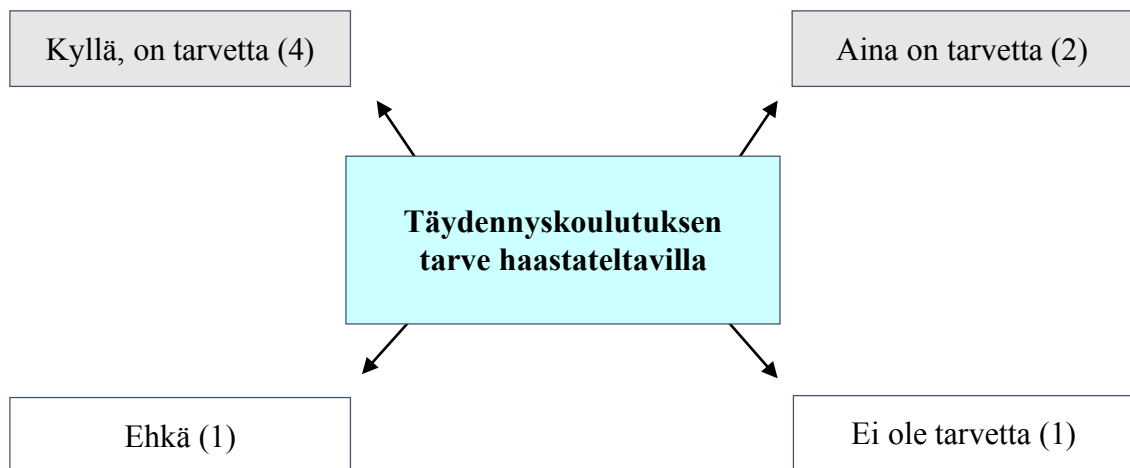 Kyllä, on tarvetta (4)
Aina on tarvetta (2)
Täydennyskoulutuksen
tarve haastateltavilla
Ehkä (1)
Ei ole tarvetta (1)